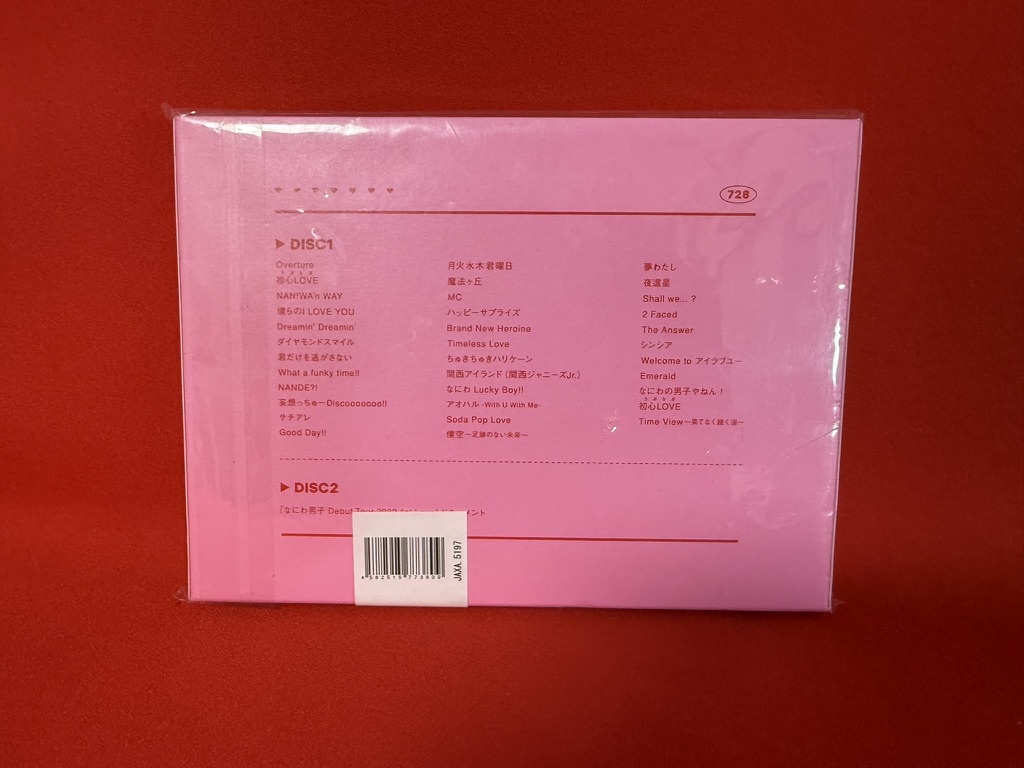 728
▶ DISC1
Overture
うぶらぶ
初心LOVE
NANIWA'n WAY
僕らのI LOVE YOU
Dreamin' Dreamin'
ダイヤモンドスマイル
君だけを逃がさない
What a funky time!!
NANDE?!
妄想っちゅーDiscooooooo!!
サチアレ
Good Day!!
月火水木君曜日
魔法ヶ丘
MC
ハッピーサプライズ
Brand New Heroine
Timeless Love
ちゅきちゅきハリケーン
関西アイランド (関西ジャニーズJr.)
なにわ Lucky Boy!!
アオハル -With U With Me-
Soda Pop Love
僕空〜足跡のない未来〜
夢わたし
夜這星
Shall we... ?
2 Faced
The Answer
シンシア
Welcome to アイラブユー
Emerald
なにわの男子やねん!
うぶらぶ
初心LOVE
Time View〜果てなく続く道〜
▶ DISC2
「なにわ男子 Debut Tour 2022
JAXA.5197